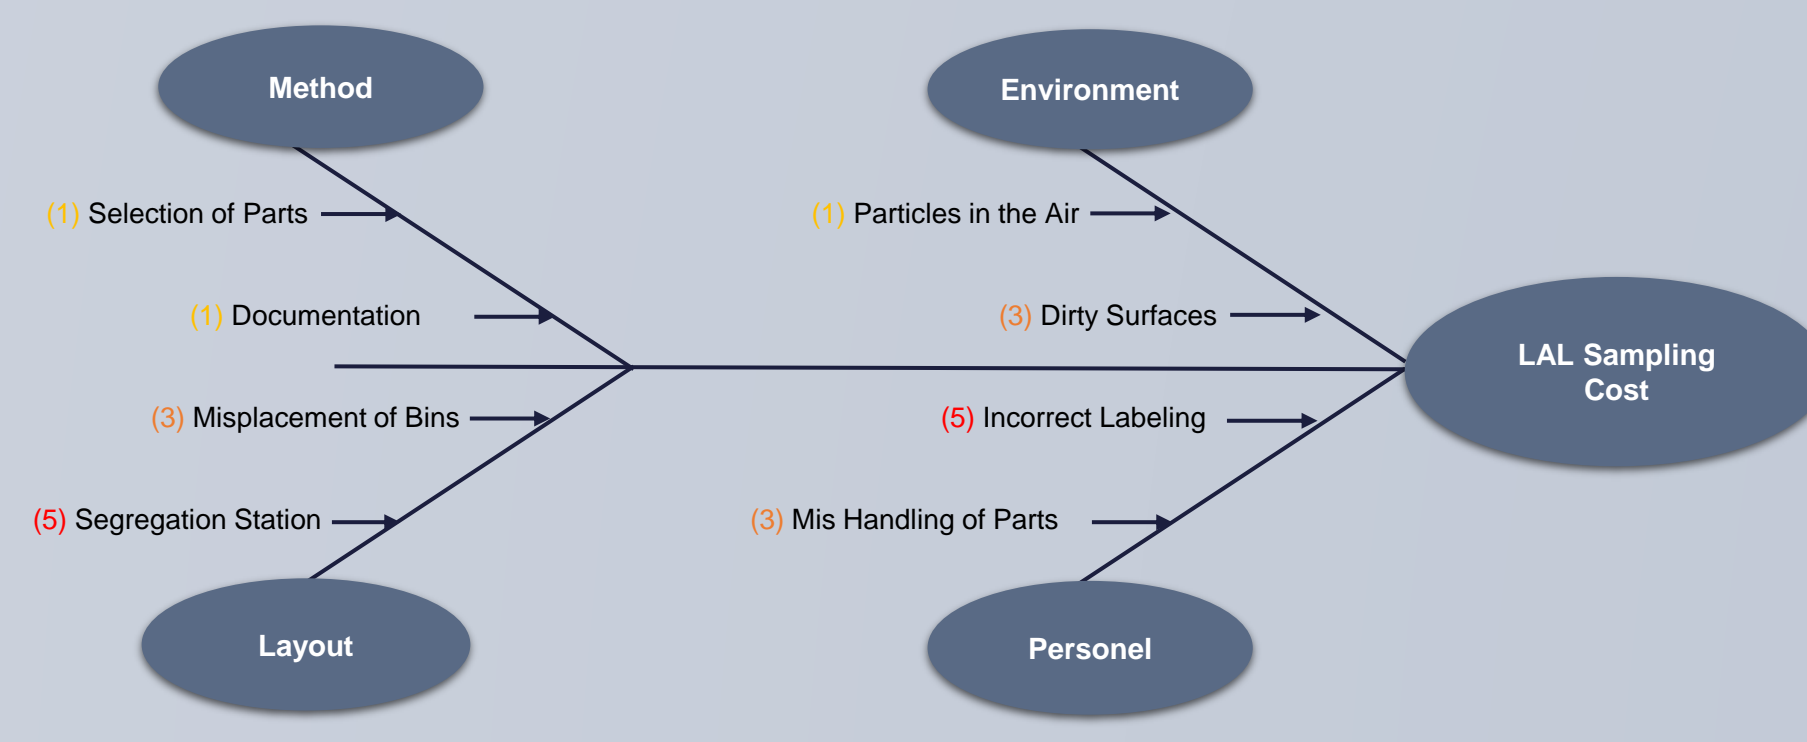 Method
Environment
(1) Selection of Parts
(1) Particles in the Air
(1) Documentation
(3) Dirty Surfaces
LAL Sampling
Cost
(3) Misplacement of Bins
(5) Incorrect Labeling
(5) Segregation Station
(3) Mis Handling of Parts
Layout
Personel